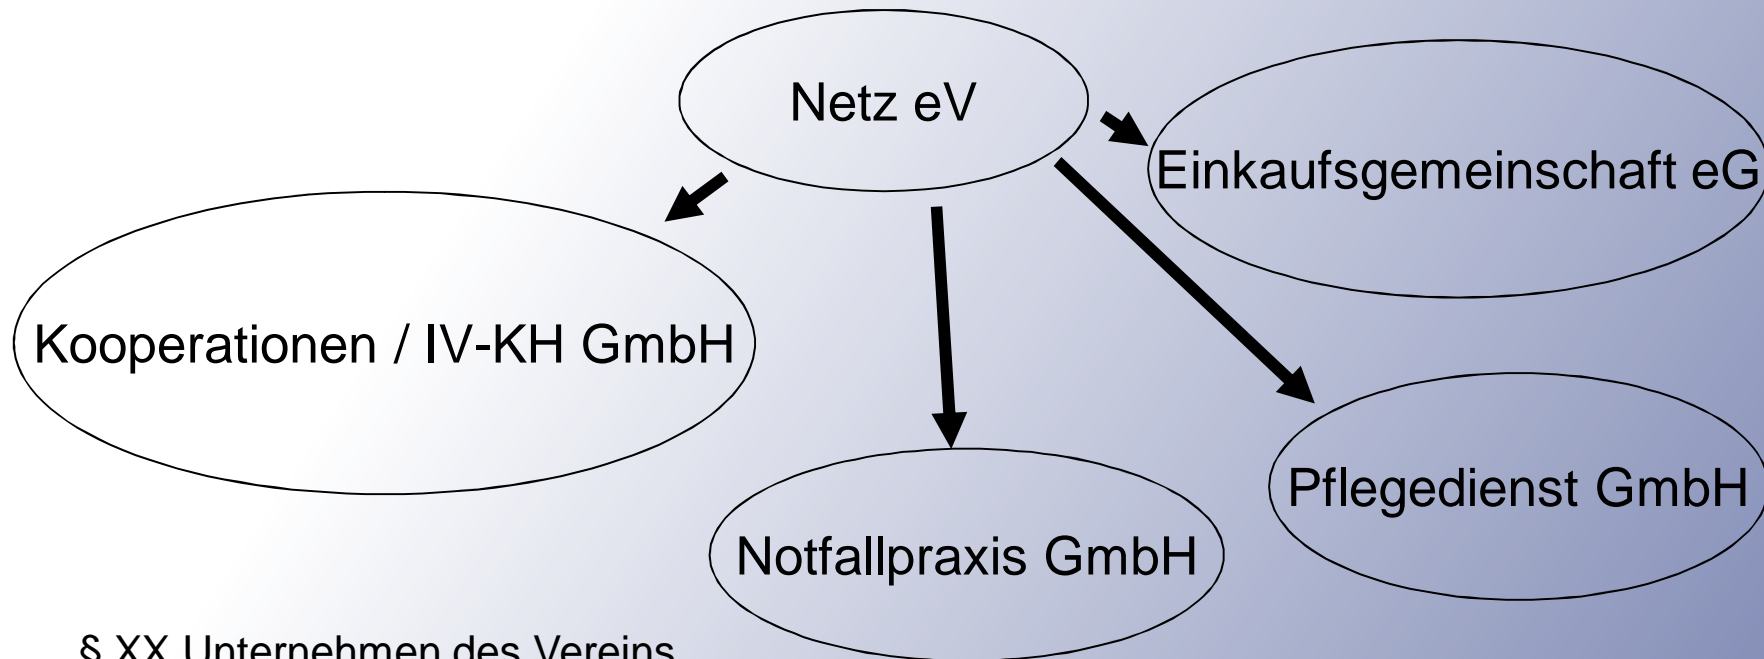 Netz eV
Einkaufsgemeinschaft eG
Kooperationen / IV-KH GmbH
Pflegedienst GmbH
Notfallpraxis GmbH
§ XX Unternehmen des Vereins